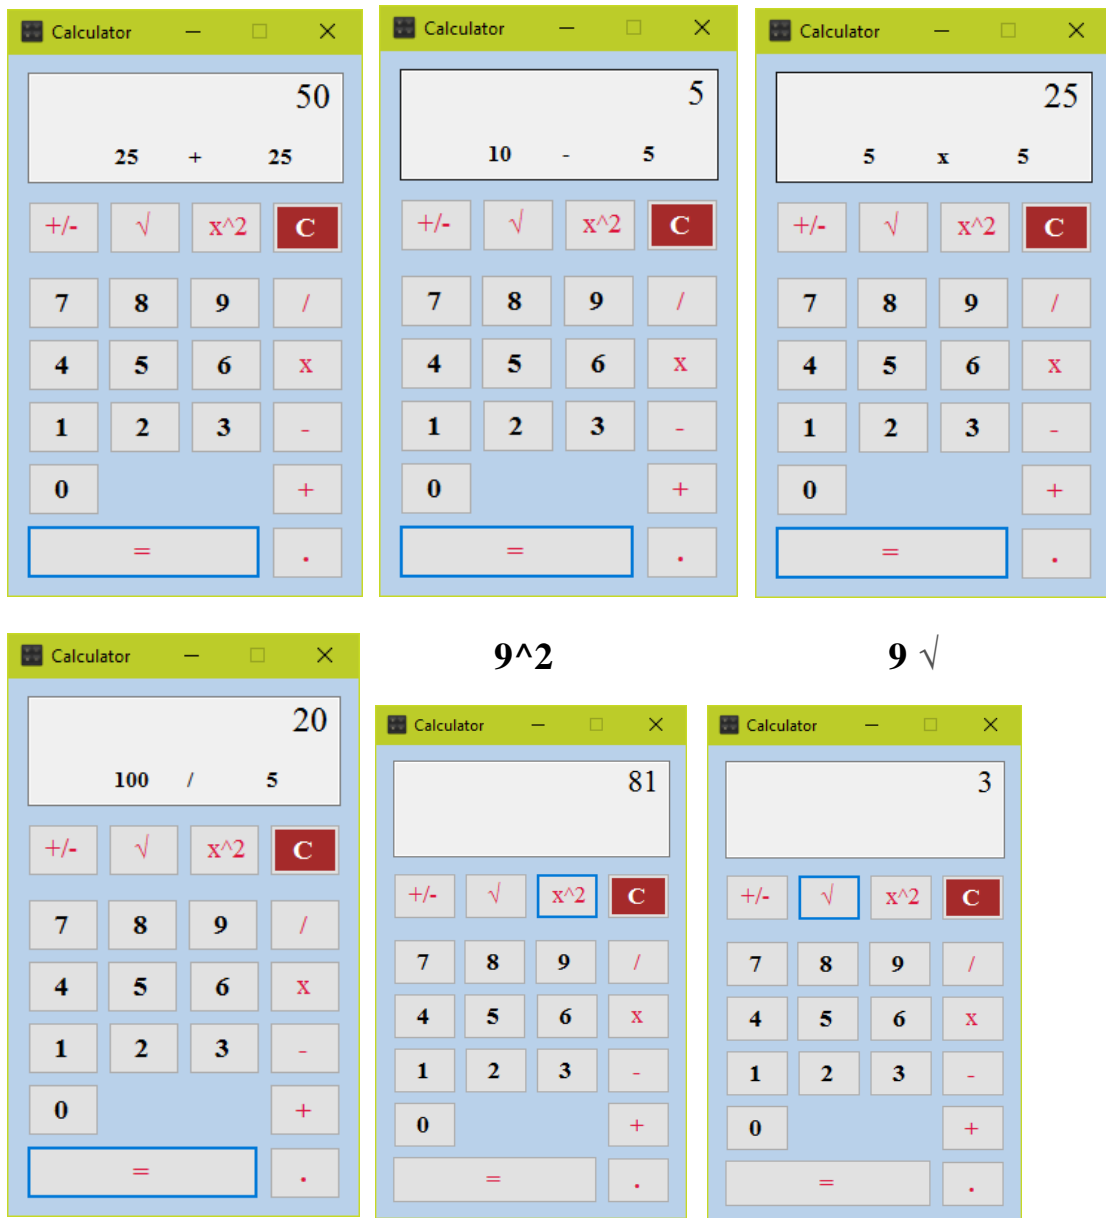 Calculator
50
25 + 25
+/- √ x^2 C
7 8 9 /
4 5 6 x
1 2 3 -
0 +
= .
Calculator
5
10 - 5
+/- √ x^2 C
7 8 9 /
4 5 6 x
1 2 3 -
0 +
= .
Calculator
25
5 x 5
+/- √ x^2 C
7 8 9 /
4 5 6 x
1 2 3 -
0 +
= .
Calculator
20
100 / 5
+/- √ x^2 C
7 8 9 /
4 5 6 x
1 2 3 -
0 +
= .
9^2
Calculator
81
+/- √ x^2 C
7 8 9 /
4 5 6 x
1 2 3 -
0 +
= .
9 √
Calculator
3
+/- √ x^2 C
7 8 9 /
4 5 6 x
1 2 3 -
0 +
= .